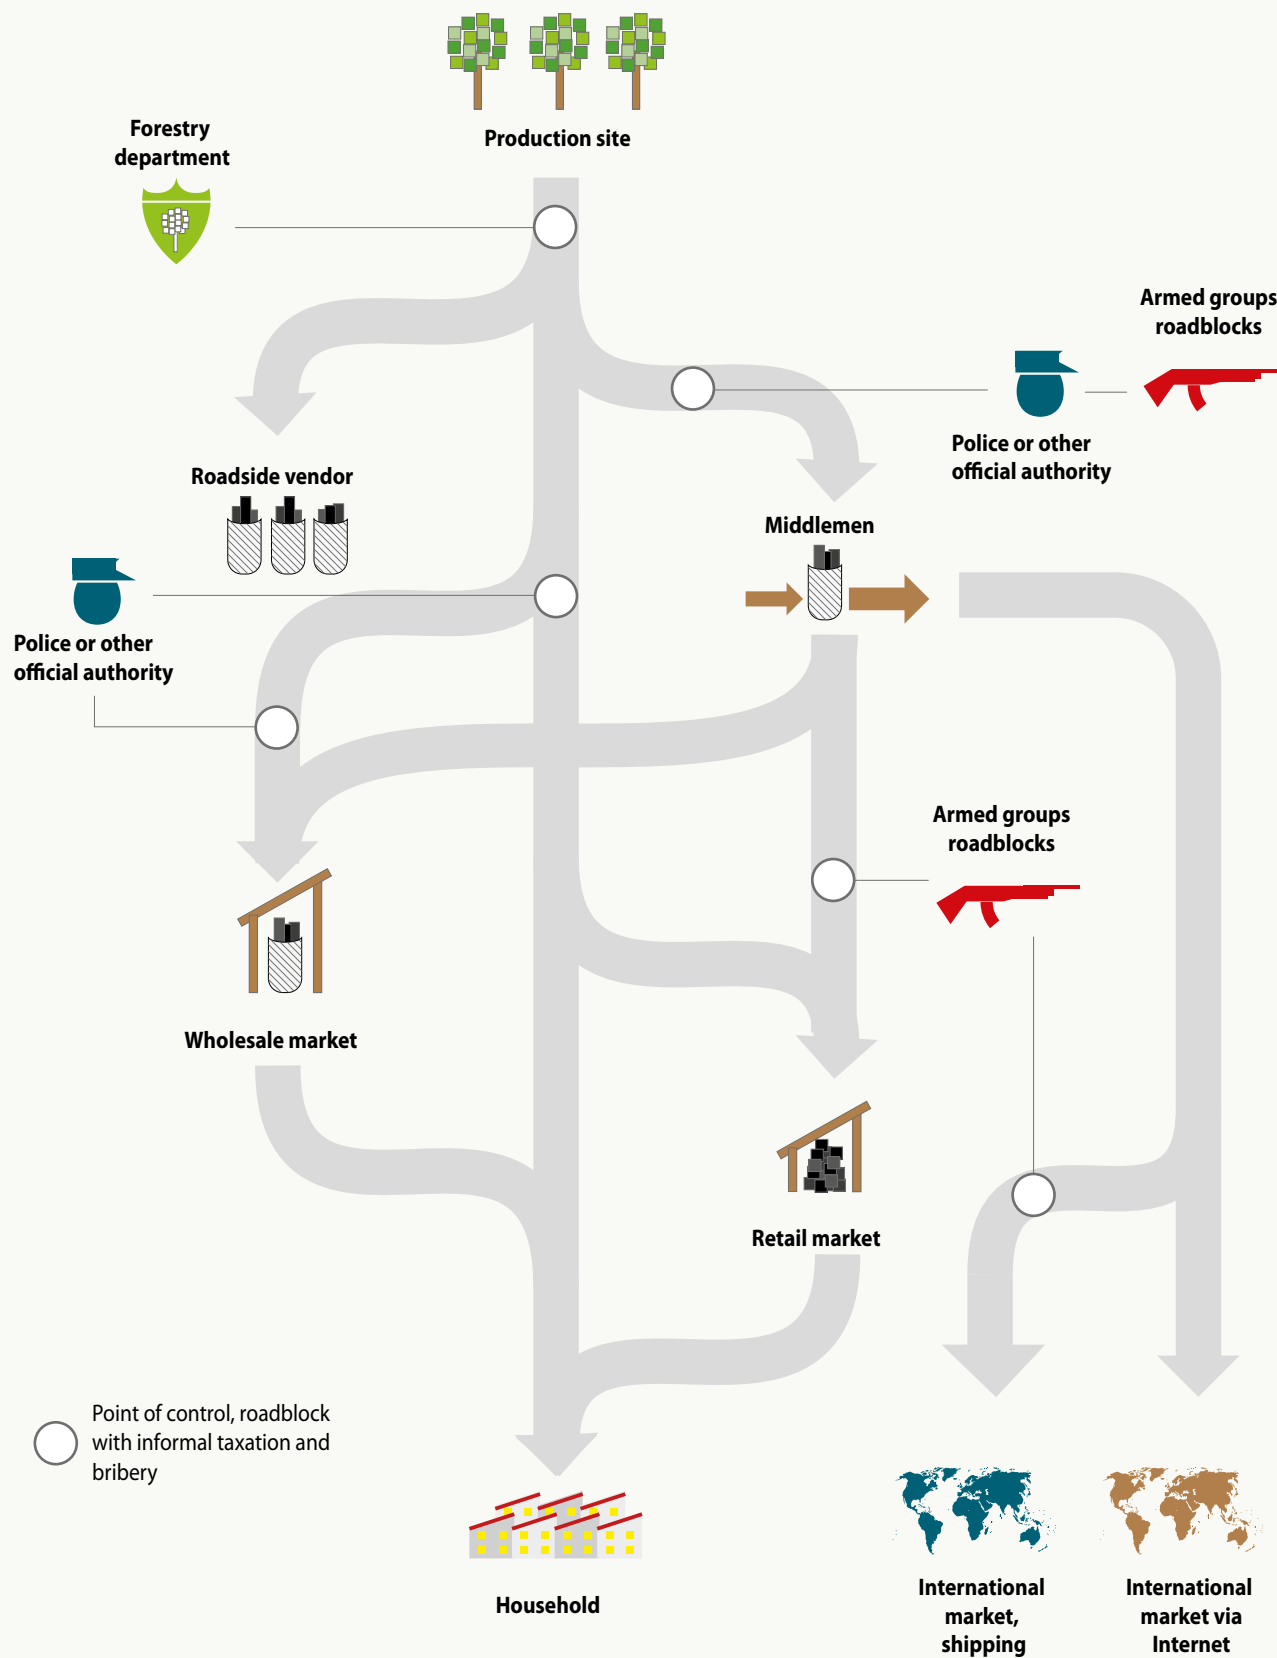 Production site
Forestry
department
Armed groups
roadblocks
Police or other
official authority
Roadside vendor
Middlemen
Police or other
official authority
Armed groups
roadblocks
Wholesale market
Retail market
Point of control, roadblock
with informal taxation and
bribery
Household
International
market,
shipping
International
market via
Internet